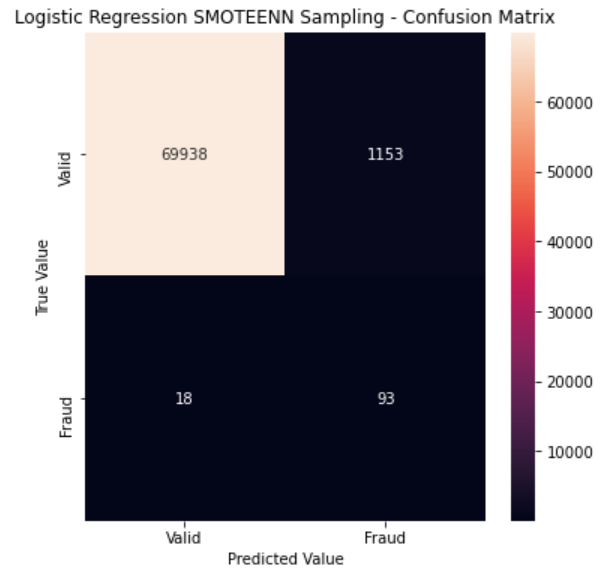 Logistic Regression SMOTEENN Sampling - Confusion Matrix
69938
1153
18
93
Valid
Fraud
True Value
Valid
Fraud
Predicted Value
60000
50000
40000
30000
20000
10000